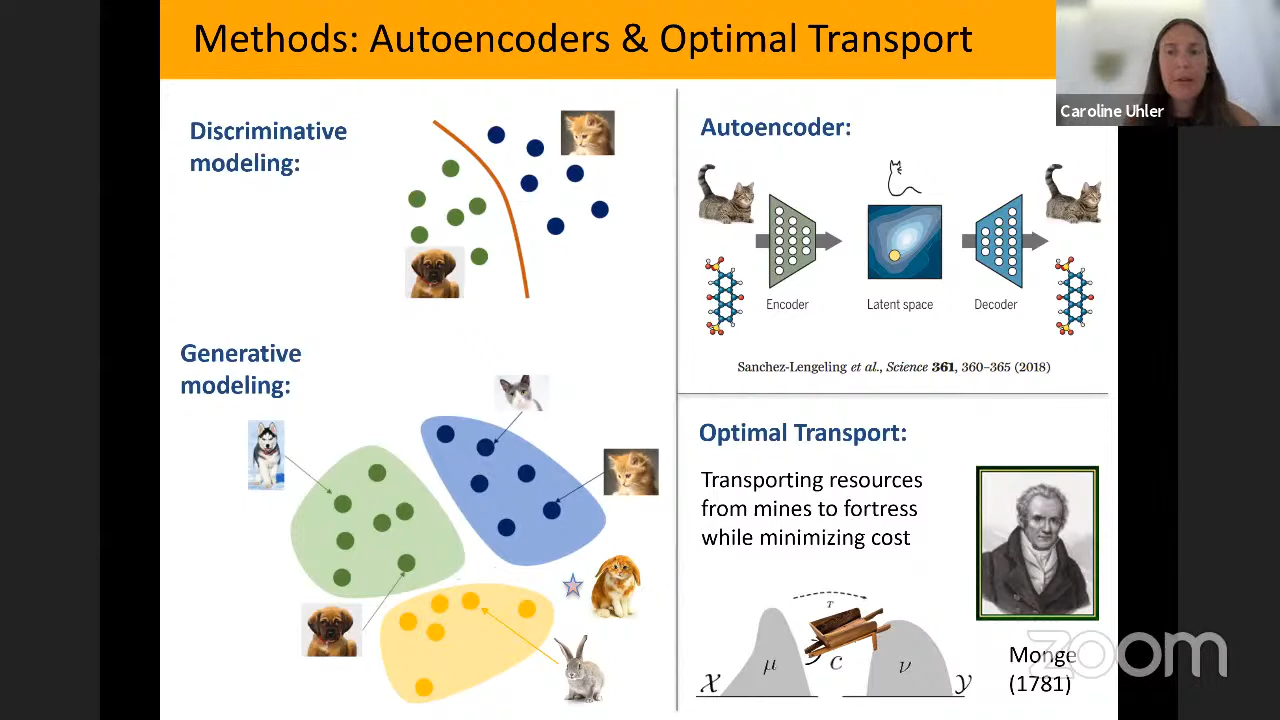 Methods: Autoencoders & Optimal Transport
Caroline Uhler
Discriminative
modeling:
Generative
modeling:
Autoencoder:
Encoder
Latent space
Decoder
Sanchez-Lengeling et al., Science 361, 360–365 (2018)
Optimal Transport:
Transporting resources
from mines to fortress
while minimizing cost
T
μ
C
ν
𝒳
𝒴
Monge
(1781)
zoom